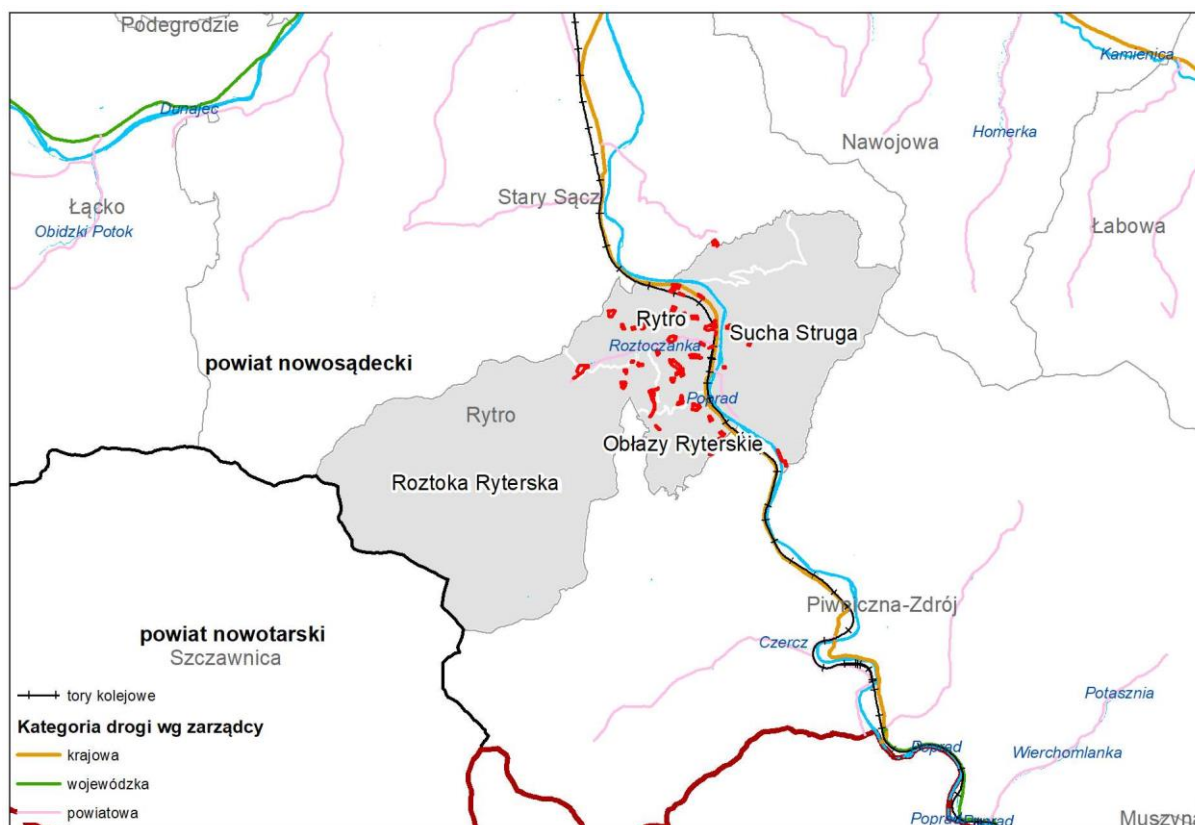 Podegrodzie
Kamienica
Dunajec
Homerka
Nawojowa
Stary Sącz
Łącko
Obidzki Potok
Łabowa
Rytro
Sucha Struga
Roztoczanka
powiat nowosądecki
Poprad
Rytro
Obłazy Ryterskie
Roztoka Ryterska
Piwniczna-Zdrój
powiat nowotarski
Szczawnica
Czercz
tory kolejowe
Potasznia
Kategoria drogi wg zarządcy
Poprad
Wierchomlanka
krajowa
wojewódzka
powiatowa
Poprad
Poprad
Muszyna